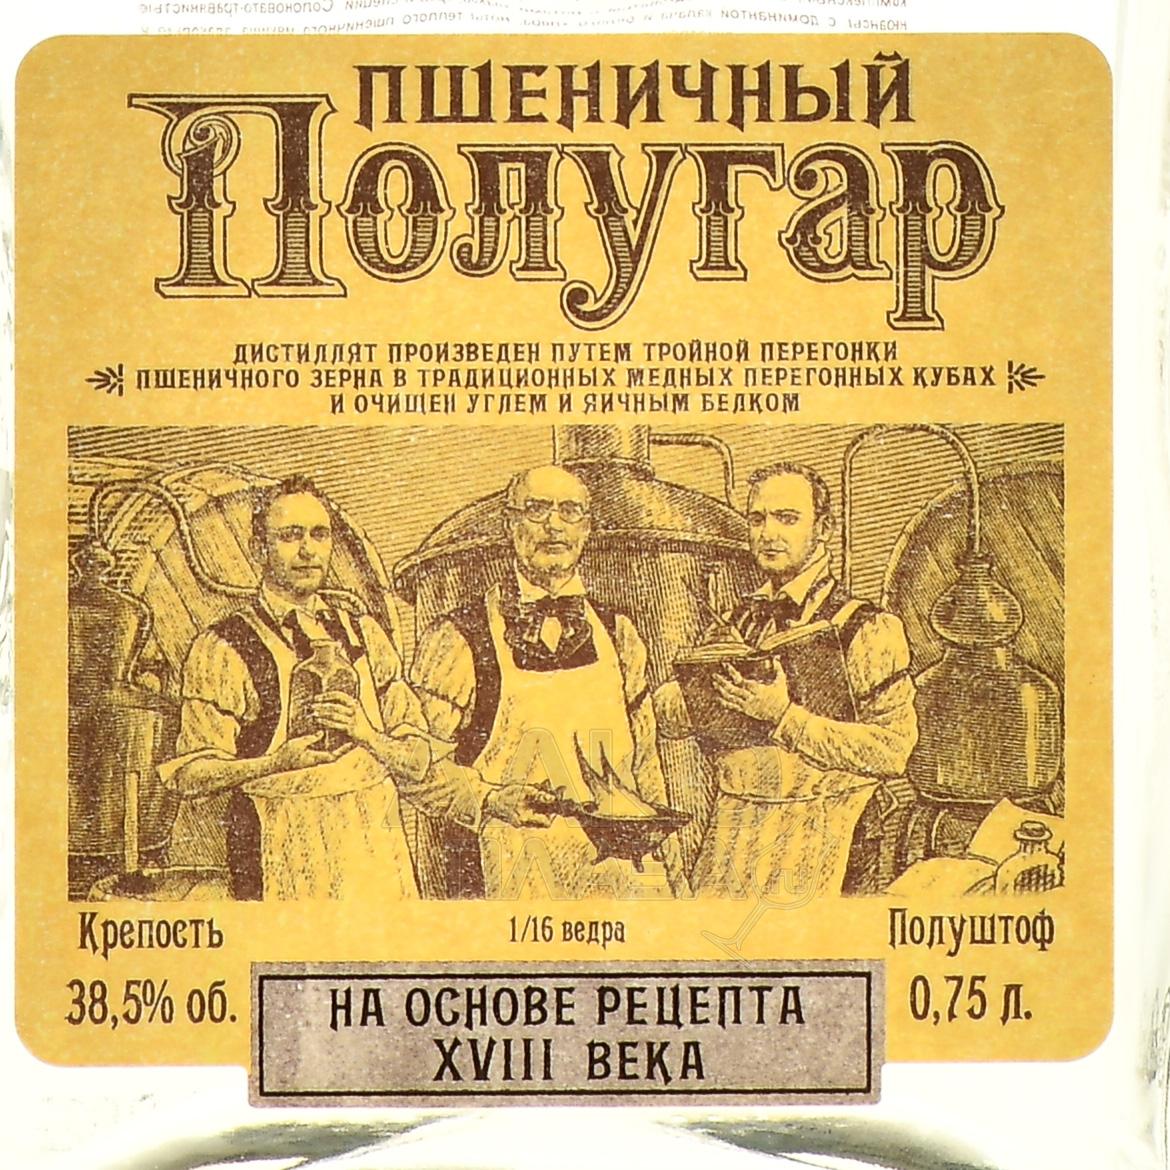 ПШЕНИЧНЫЙ
Полугар
ДИСТИЛЛЯТ ПРОИЗВЕДЕН ПУТЕМ ТРОЙНОЙ ПЕРЕГОНКИ
ПШЕНИЧНОГО ЗЕРНА В ТРАДИЦИОННЫХ МЕДНЫХ ПЕРЕГОННЫХ КУБАХ
И ОЧИЩЕН УГЛЕМ И ЯИЧНЫМ БЕЛКОМ
Крепость
1/16 ведра
Полуштоф
38,5% об.
0,75 л.
НА ОСНОВЕ РЕЦЕПТА
XVIII ВЕКА